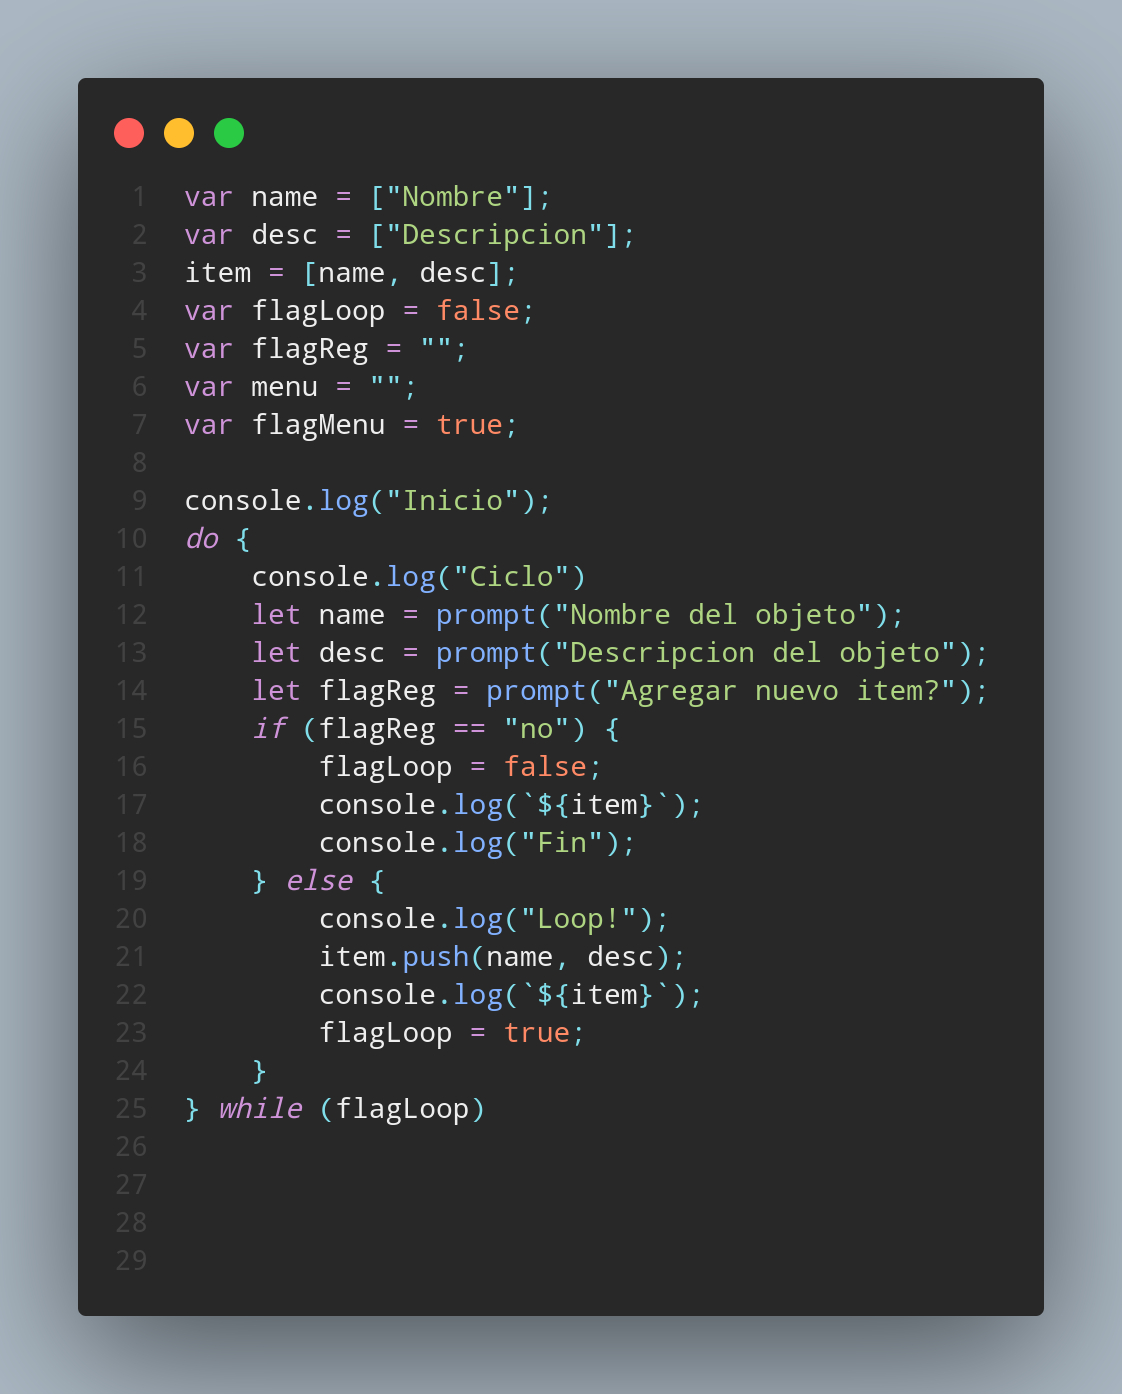 1 var name = ["Nombre"];
2 var desc = ["Descripcion"];
3 item = [name, desc];
4 var flagLoop = false;
5 var flagReg = "";
6 var menu = "";
7 var flagMenu = true;
8
9 console.log("Inicio");
10 do {
11     console.log("Ciclo")
12     let name = prompt("Nombre del objeto");
13     let desc = prompt("Descripcion del objeto");
14     let flagReg = prompt("Agregar nuevo item?");
15     if (flagReg == "no") {
16         flagLoop = false;
17         console.log(`${item}`);
18         console.log("Fin");
19     } else {
20         console.log("Loop!");
21         item.push(name, desc);
22         console.log(`${item}`);
23         flagLoop = true;
24     }
25 } while (flagLoop)
26
27
28
29